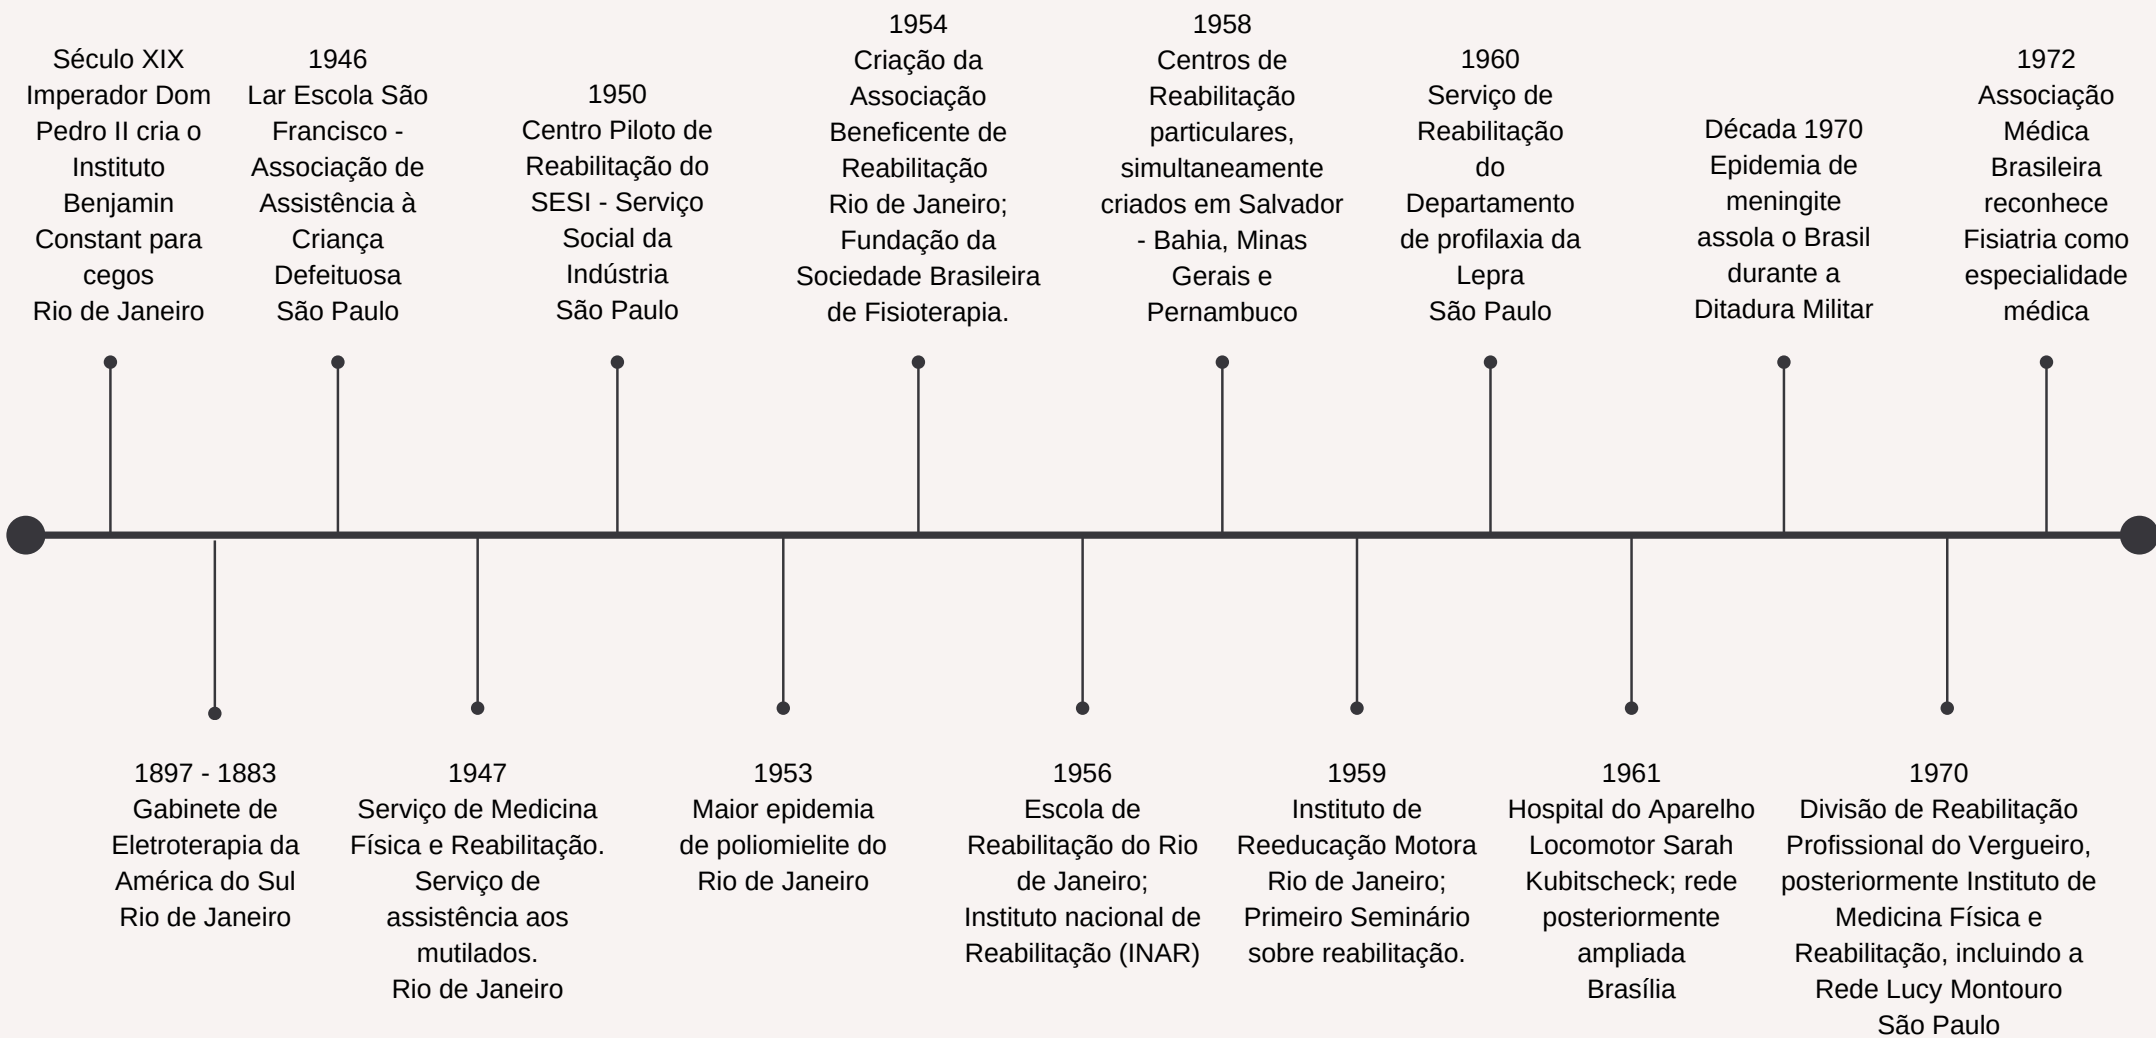 Século XIX
Imperador Dom
Pedro II cria o
Instituto
Benjamin
Constant para
cegos
Rio de Janeiro
1946
Lar Escola São
Francisco -
Associação de
Assistência à
Criança
Defeituosa
São Paulo
1950
Centro Piloto de
Reabilitação do
SESI - Serviço
Social da
Indústria
São Paulo
1954
Criação da
Associação
Beneficente de
Reabilitação
Rio de Janeiro;
Fundação da
Sociedade Brasileira
de Fisioterapia.
1958
Centros de
Reabilitação
particulares,
simultaneamente
criados em Salvador
- Bahia, Minas
Gerais e
Pernambuco
1960
Serviço de
Reabilitação
do
Departamento
de profilaxia da
Lepra
São Paulo
Década 1970
Epidemia de
meningite
assola o Brasil
durante a
Ditadura Militar
1972
Associação
Médica
Brasileira
reconhece
Fisiatria como
especialidade
médica
1897 - 1883
Gabinete de
Eletroterapia da
América do Sul
Rio de Janeiro
1947
Serviço de Medicina
Física e Reabilitação.
Serviço de
assistência aos
mutilados.
Rio de Janeiro
1953
Maior epidemia
de poliomielite do
Rio de Janeiro
1956
Escola de
Reabilitação do Rio
de Janeiro;
Instituto nacional de
Reabilitação (INAR)
1959
Instituto de
Reeducação Motora
Rio de Janeiro;
Primeiro Seminário
sobre reabilitação.
1961
Hospital do Aparelho
Locomotor Sarah
Kubitscheck; rede
posteriormente
ampliada
Brasília
1970
Divisão de Reabilitação
Profissional do Vergueiro,
posteriormente Instituto de
Medicina Física e
Reabilitação, incluindo a
Rede Lucy Montouro
São Paulo